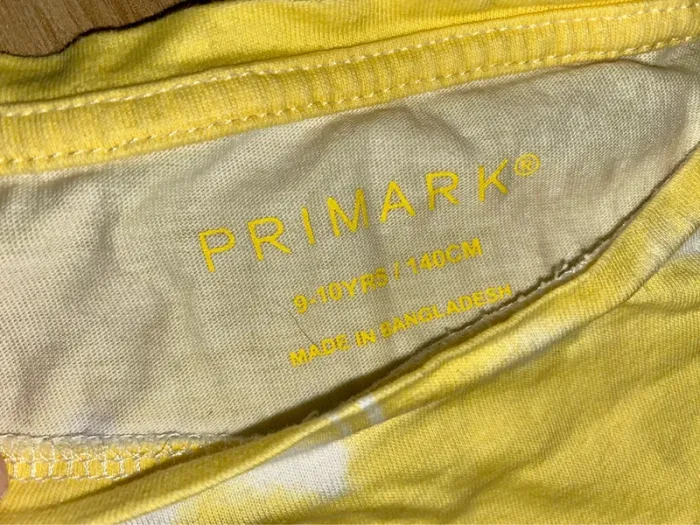 PRIMARK®
9-10YRS / 140CM
MADE IN BANGLADESH